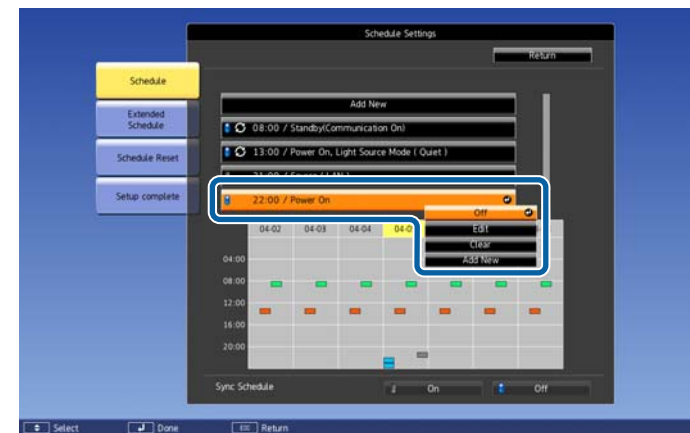 Schedule Settings
Return
Schedule
Extended
Schedule
Schedule Reset
Setup complete
Add New
08:00 / Standby(Communication On)
13:00 / Power On, Light Source Mode ( Quiet )
22:00 / Power On
Off
Edit
Clear
Add New
04-02 04-03 04-04
04:00
08:00
12:00
16:00
20:00
Sync Schedule On Off
Select Done Esc Return